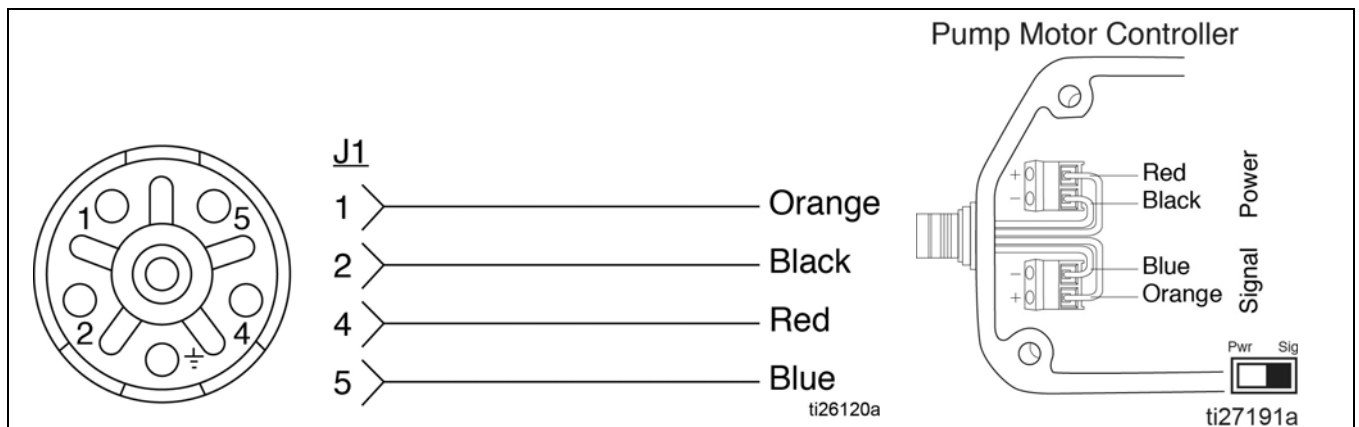 Pump Motor Controller
1
5
2
4
J1
1 Orange
2 Black
4 Red
5 Blue
ti26120a
+ Red
- Black
Power
- Blue
+ Orange
Signal
Pwr Sig
ti27191a